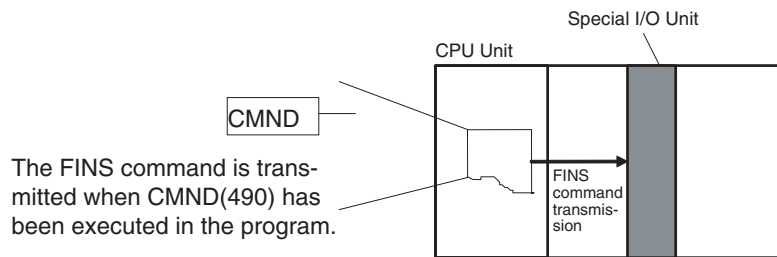 Special I/O Unit
CPU Unit
CMND
The FINS command is trans-
mitted when CMND(490) has
been executed in the program.
FINS
command
transmis-
sion